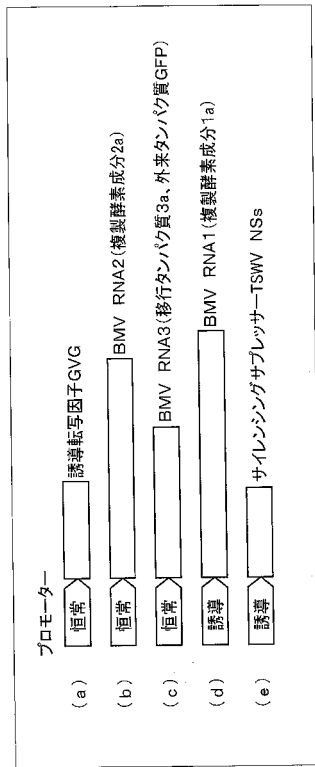 プロモーター
(a) 恒常 誘導転写因子GVG
(b) 恒常 BMV RNA2(複製酵素成分2a)
(c) 恒常 BMV RNA3(移行タンパク質3a、外来タンパク質GFP)
(d) 誘導 BMV RNA1(複製酵素成分1a)
(e) 誘導 サイレンシングサプレッサーTSWV NSs